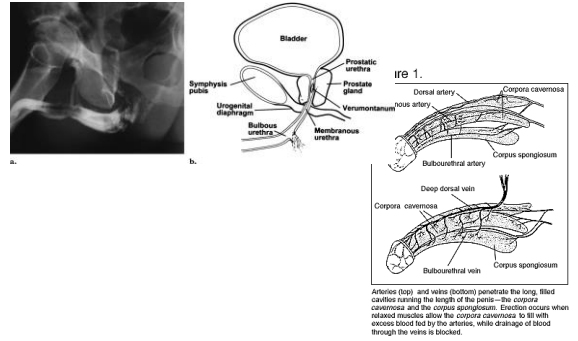 a.
b.
Bladder
Prostatic
urethra
Prostate
gland
Verumontanum
Membranous
urethra
Symphysis
pubis
Urogenital
diaphragm
Bulbous
urethra
ure 1.
Dorsal artery
Corpora cavernosa
nous artery
Corpus spongiosum
Bulbourethral artery
Deep dorsal vein
Corpora cavernosa
Corpus spongiosum
Bulbourethral vein
Arteries (top) and veins (bottom) penetrate the long, filled
cavities running the length of the penis—the corpora
cavernosa and the corpus spongiosum. Erection occurs when
relaxed muscles allow the corpora cavernosa to fill with
excess blood fed by the arteries, while drainage of blood
through the veins is blocked.